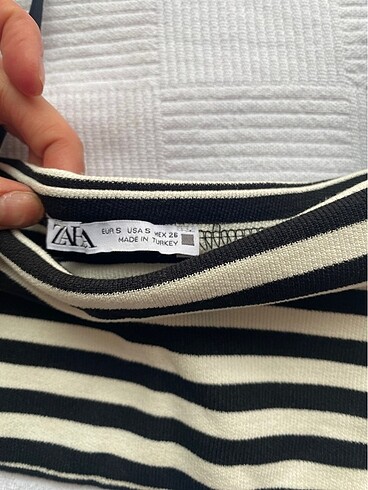 ZARA
EUR S USA S MEX 26
MADE IN TURKEY